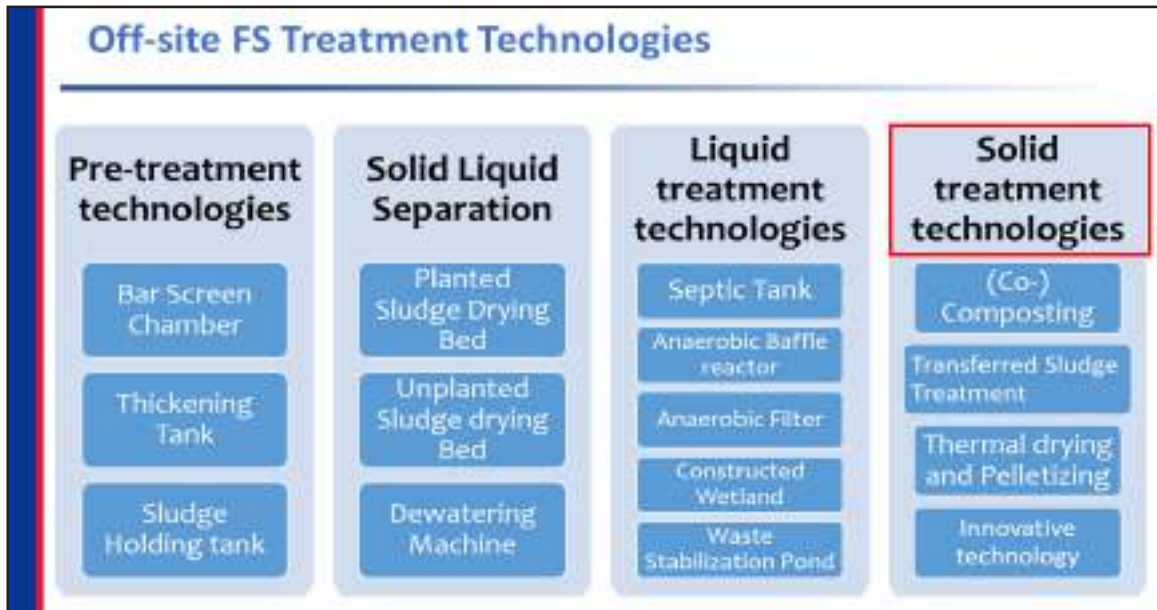 Off-site FS Treatment Technologies
Pre-treatment
technologies
Bar Screen
Chamber
Thickening
Tank
Sludge
Holding tank
Solid Liquid
Separation
Planted
Sludge Drying
Bed
Unplanted
Sludge drying
Bed
Dewatering
Machine
Liquid
treatment
technologies
Septic Tank
Anaerobic Baffle
reactor
Anaerobic Filter
Constructed
Wetland
Waste
Stabilization Pond
Solid
treatment
technologies
(Co-)
Composting
Transferred Sludge
Treatment
Thermal drying
and Pelletizing
Innovative
technology